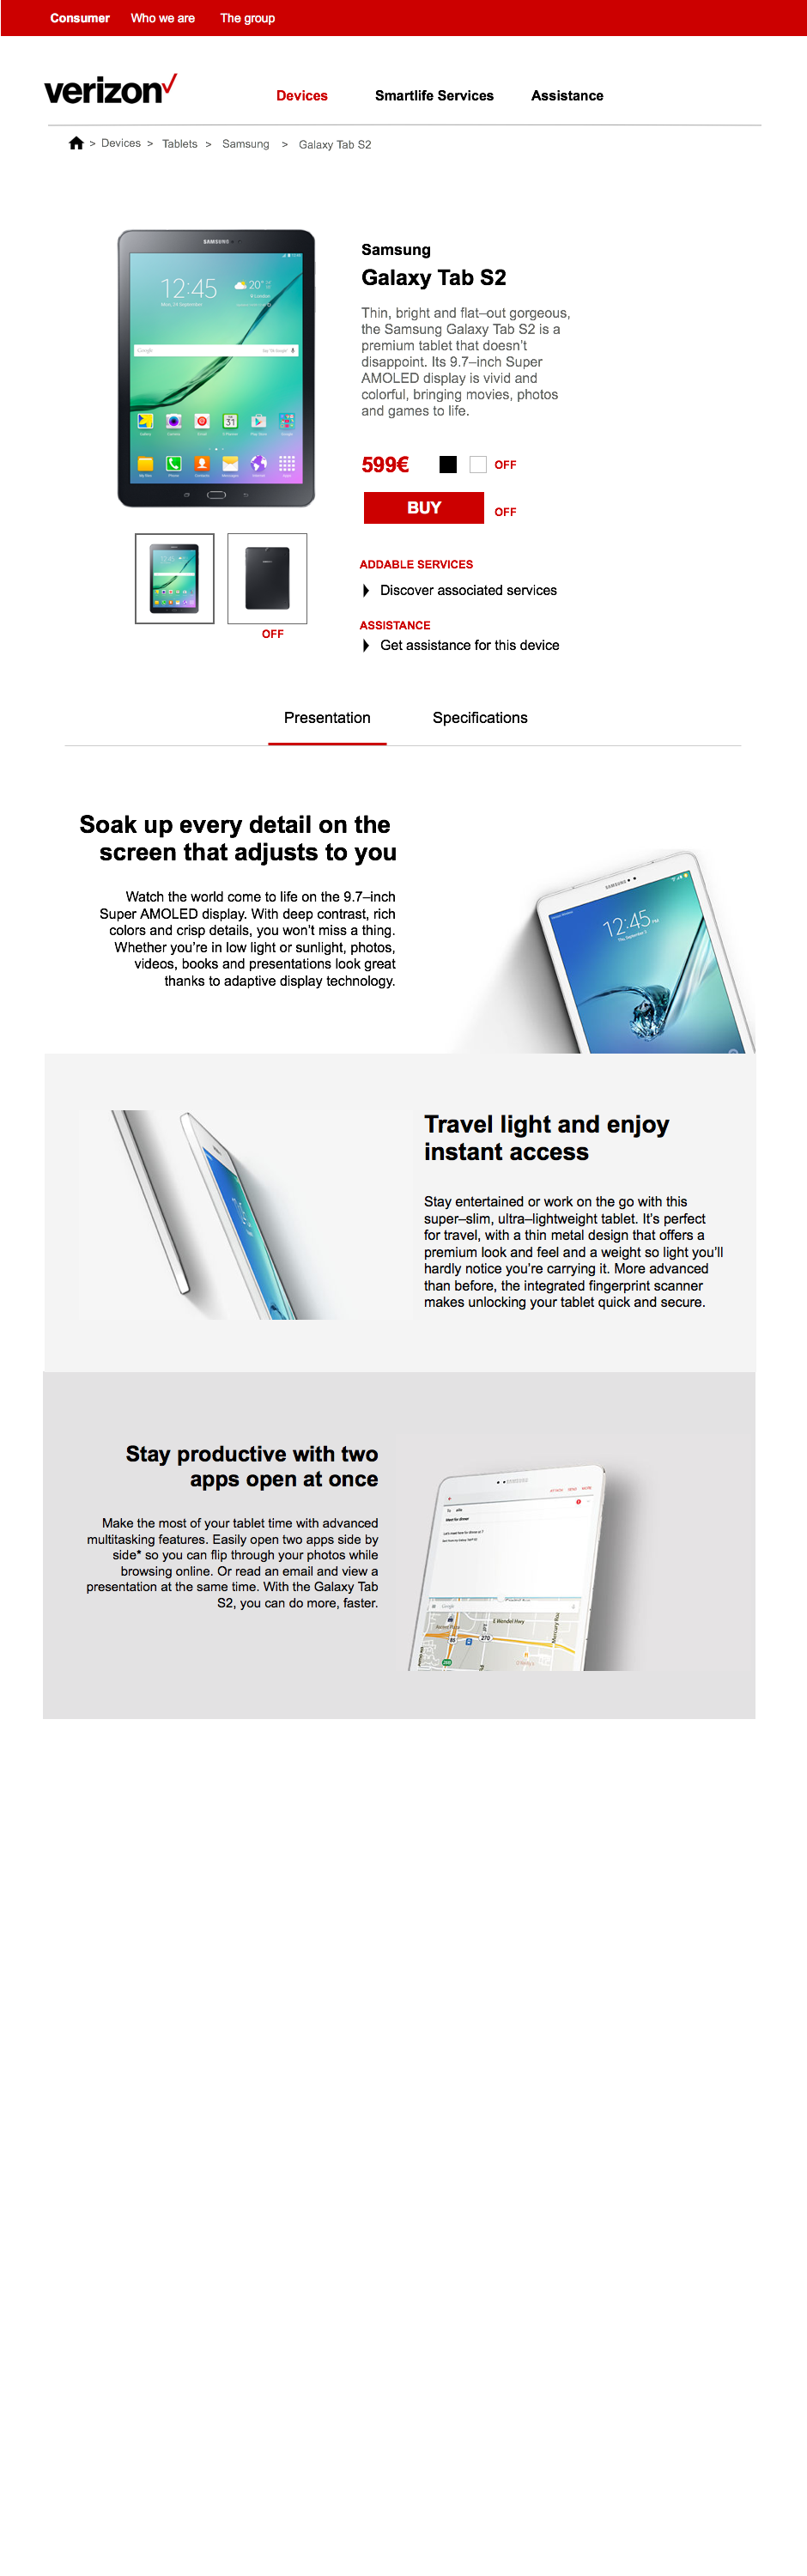 Consumer Who we are The group
verizon
Devices Smartlife Services Assistance
> Devices > Tablets > Samsung > Galaxy Tab S2
SAMSUNG
12:45
20°
Google
Samsung
Galaxy Tab S2
Thin, bright and flat–out gorgeous,
the Samsung Galaxy Tab S2 is a
premium tablet that doesn't
disappoint. Its 9.7–inch Super
AMOLED display is vivid and
colorful, bringing movies, photos
and games to life.
599€ OFF
BUY OFF
OFF
ADDABLE SERVICES
Discover associated services
ASSISTANCE
Get assistance for this device
Presentation Specifications
Soak up every detail on the
screen that adjusts to you
Watch the world come to life on the 9.7–inch
Super AMOLED display. With deep contrast, rich
colors and crisp details, you won't miss a thing.
Whether you're in low light or sunlight, photos,
videos, books and presentations look great
thanks to adaptive display technology.
SAMSUNG
12:45
Travel light and enjoy
instant access
Stay entertained or work on the go with this
super–slim, ultra–lightweight tablet. It's perfect
for travel, with a thin metal design that offers a
premium look and feel and a weight so light you'll
hardly notice you're carrying it. More advanced
than before, the integrated fingerprint scanner
makes unlocking your tablet quick and secure.
Stay productive with two
apps open at once
Make the most of your tablet time with advanced
multitasking features. Easily open two apps side by
side* so you can flip through your photos while
browsing online. Or read an email and view a
presentation at the same time. With the Galaxy Tab
S2, you can do more, faster.
SAMSUNG
Google
E Wendel Hwy
85
270